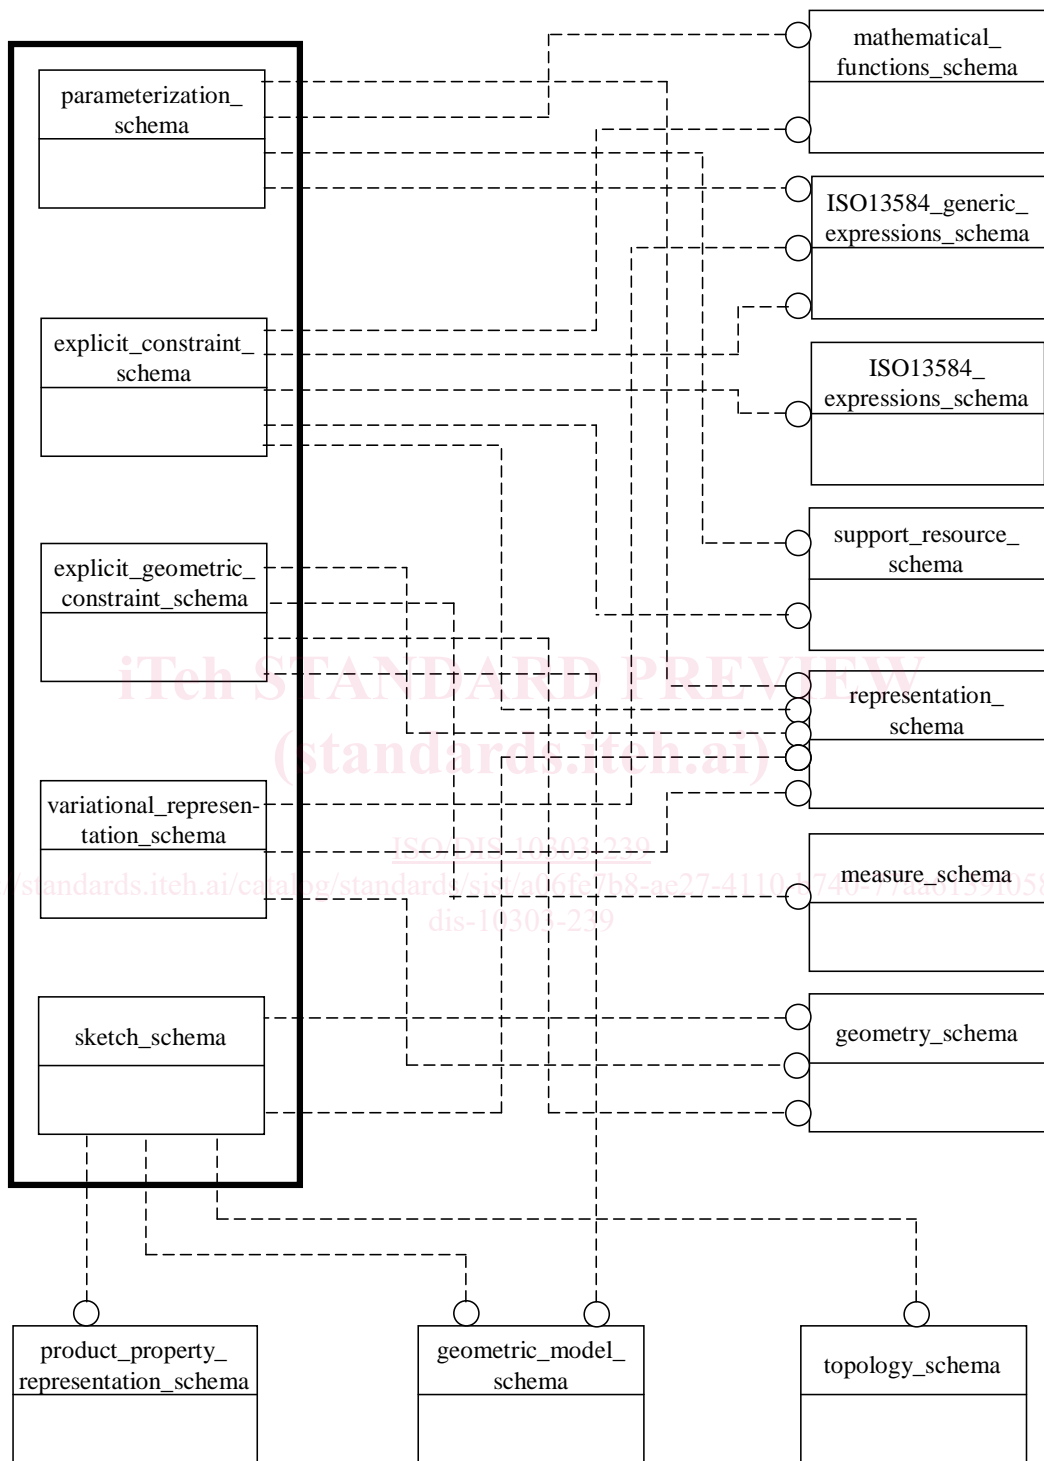 mathematical_
functions_schema
parameterization_
schema
ISO13584_generic_
expressions_schema
explicit_constraint_
schema
ISO13584_
expressions_schema
support_resource_
schema
explicit_geometric_
constraint_schema
iTeh STANDARD PREVIEW
representation_
schema
(standards.iteh.ai)
variational_represen-
tation_schema
ISO/DIS 10303-239
measure_schema
dis-10303-239
sketch_schema
geometry_schema
product_property_
representation_schema
geometric_model_
schema
topology_schema